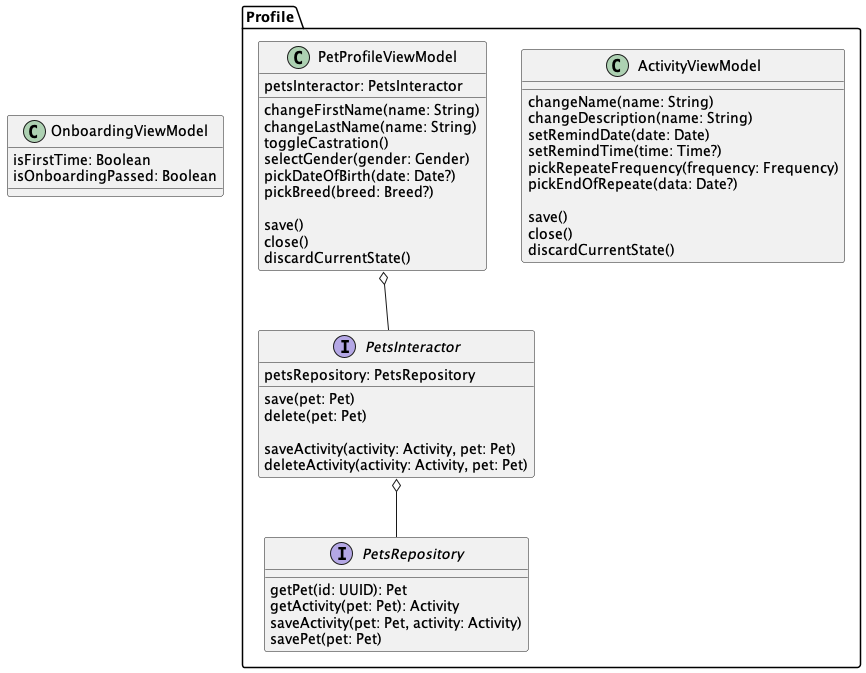 Profile
C PetProfileViewModel
petsInteractor: PetsInteractor
changeFirstName(name: String)
changeLastName(name: String)
toggleCastration()
selectGender(gender: Gender)
pickDateOfBirth(date: Date?)
pickBreed(breed: Breed?)
save()
close()
discardCurrentState()
C ActivityViewModel
changeName(name: String)
changeDescription(name: String)
setRemindDate(date: Date)
setRemindTime(time: Time?)
pickRepeateFrequency(frequency: Frequency)
pickEndOfRepeate(data: Date?)
save()
close()
discardCurrentState()
C OnboardingViewModel
isFirstTime: Boolean
isOnboardingPassed: Boolean
I PetsInteractor
petsRepository: PetsRepository
save(pet: Pet)
delete(pet: Pet)
saveActivity(activity: Activity, pet: Pet)
deleteActivity(activity: Activity, pet: Pet)
I PetsRepository
getPet(id: UUID): Pet
getActivity(pet: Pet): Activity
saveActivity(pet: Pet, activity: Activity)
savePet(pet: Pet)